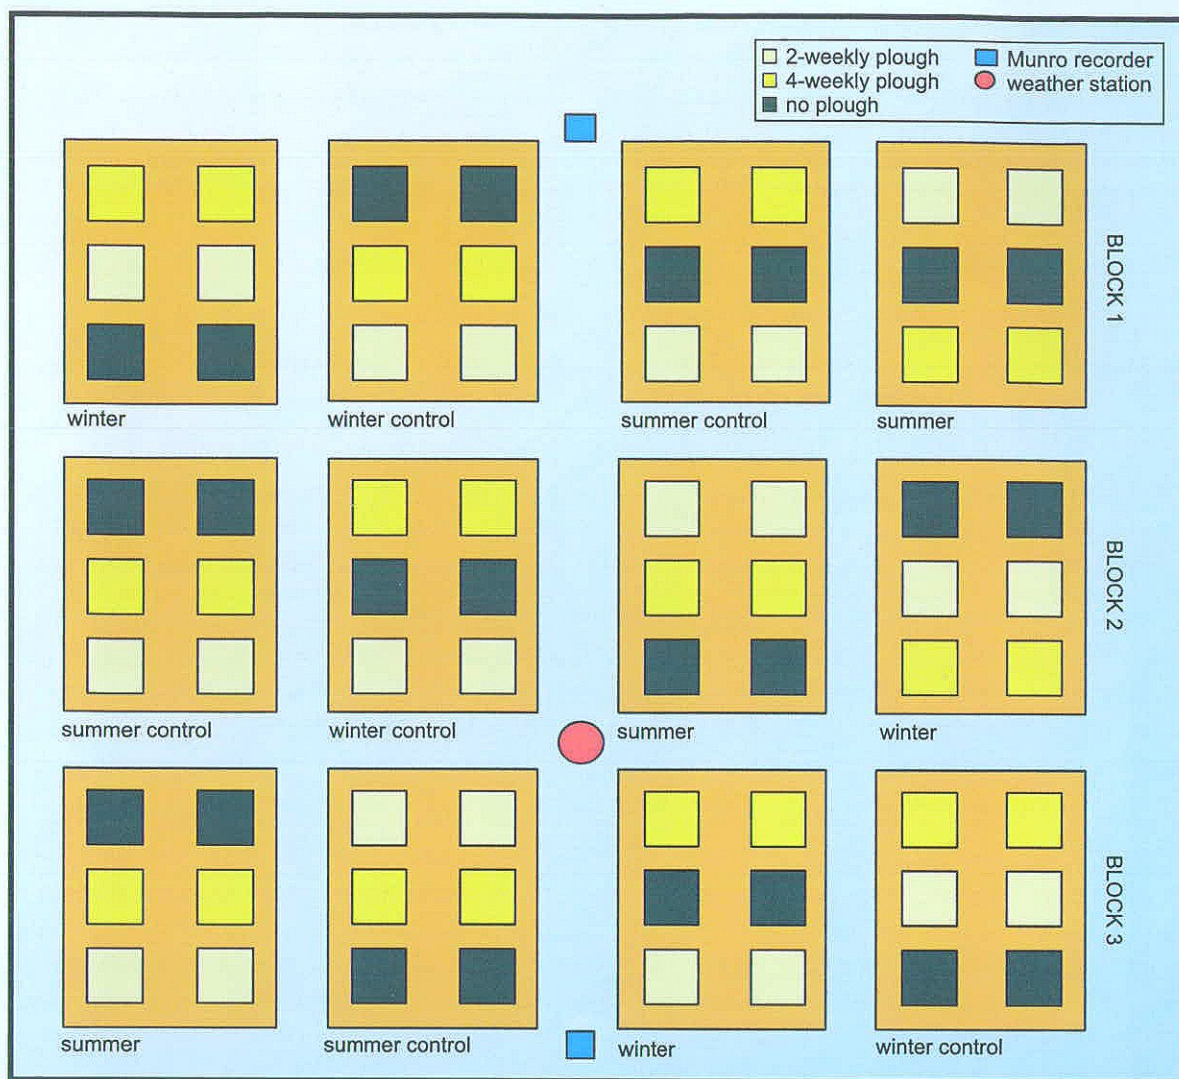 2-weekly plough
4-weekly plough
no plough
Munro recorder
weather station
winter
winter control
summer control
summer
BLOCK 1
summer control
winter control
summer
winter
BLOCK 2
summer
summer control
winter
winter control
BLOCK 3